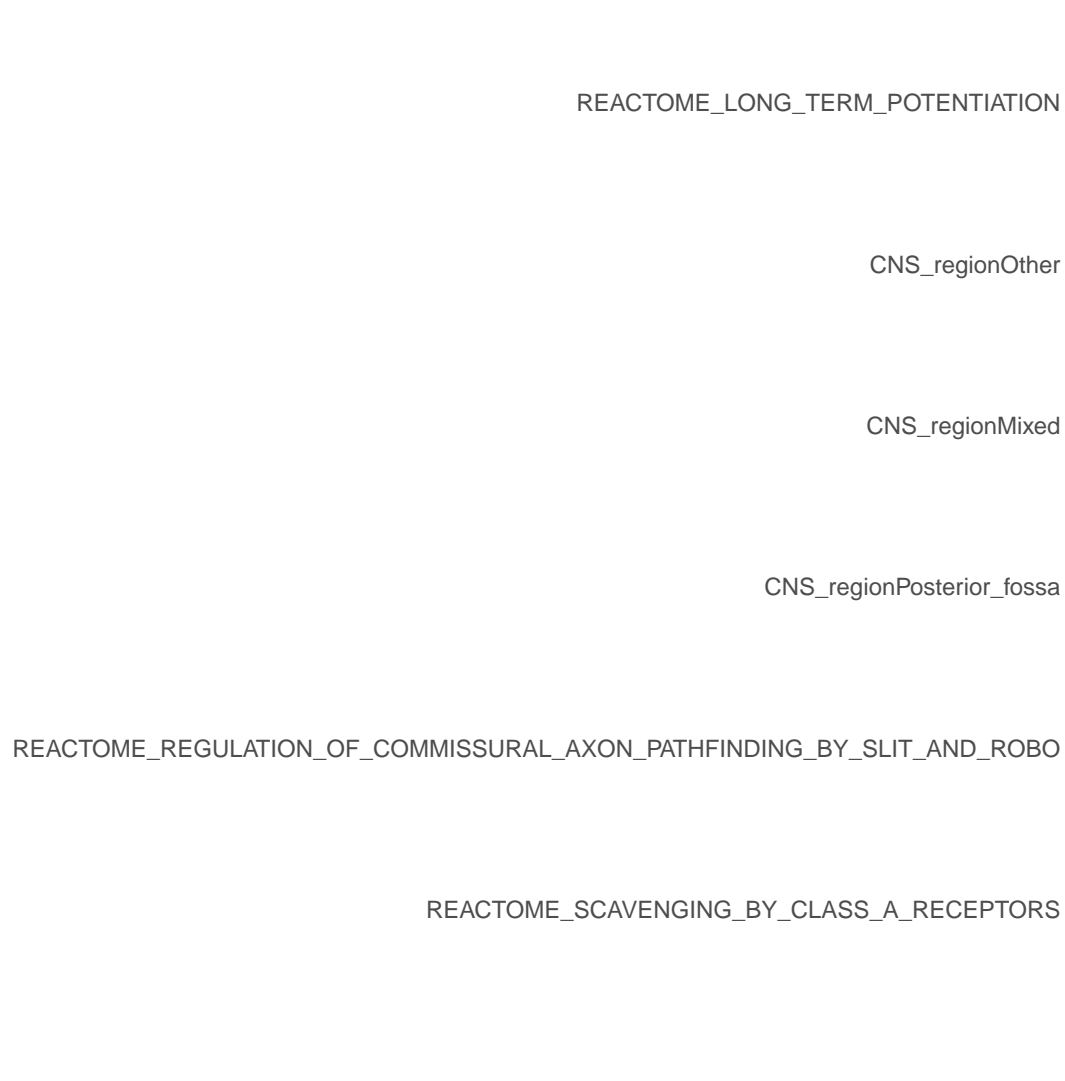 REACTOME_LONG_TERM_POTENTIATION
CNS_regionOther
CNS_regionMixed
CNS_regionPosterior_fossa
REACTOME_REGULATION_OF_COMMISSURAL_AXON_PATHFINDING_BY_SLIT_AND_ROBO
REACTOME_SCAVENGING_BY_CLASS_A_RECEPTORS